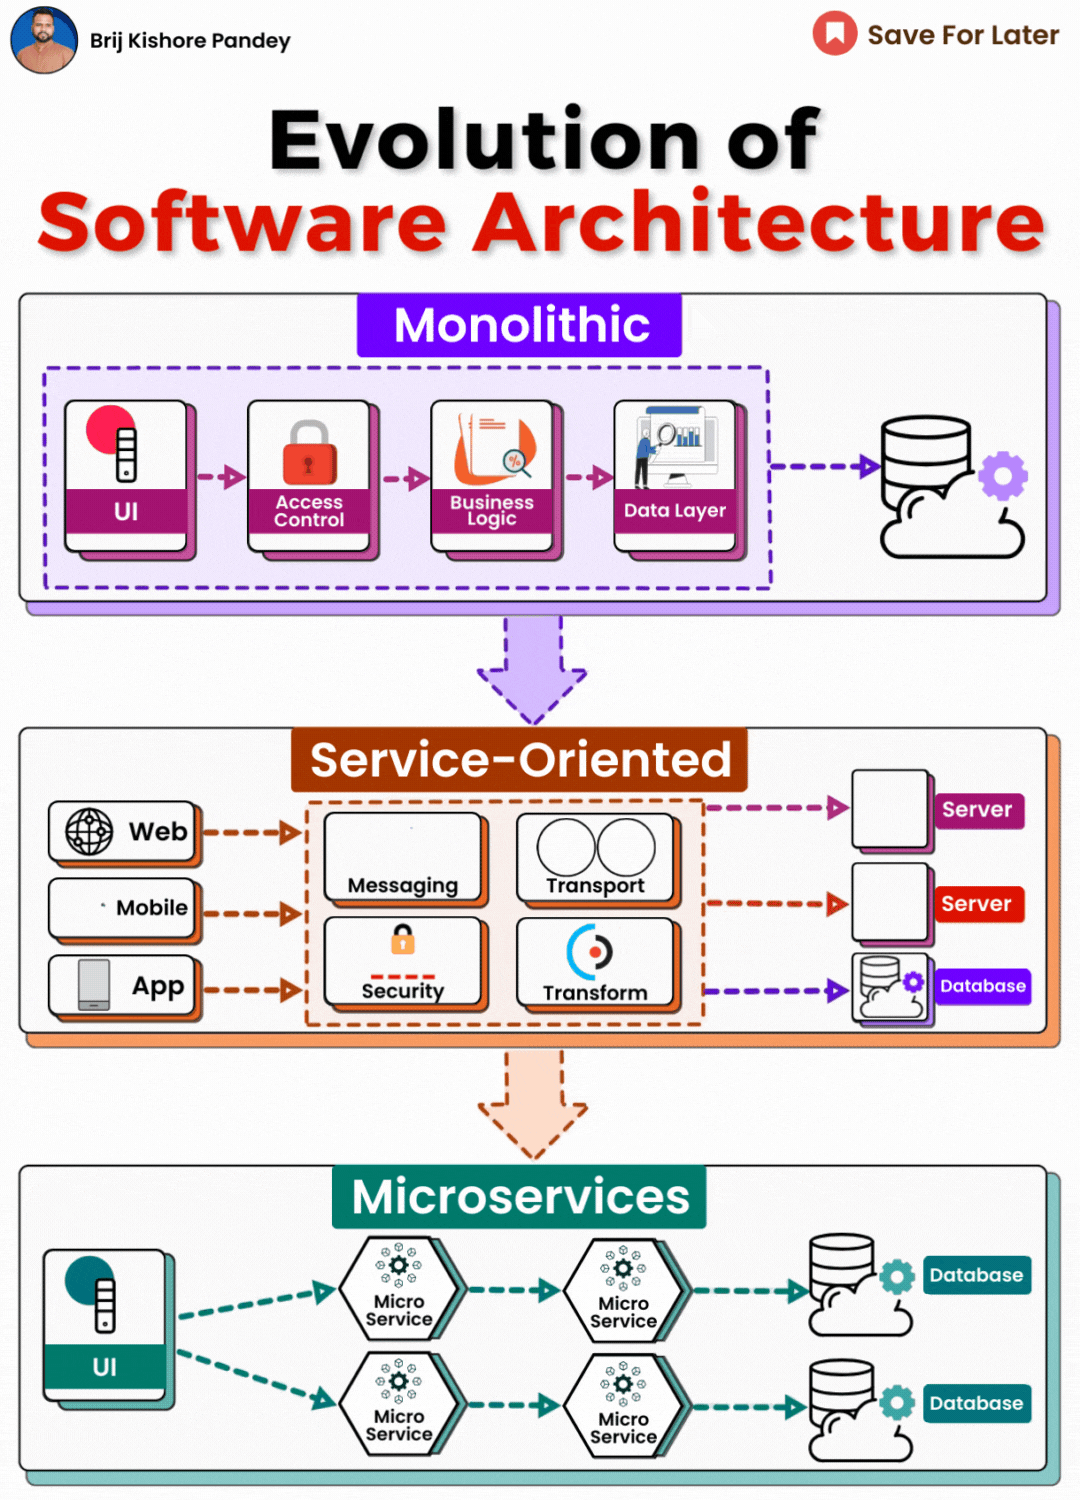 Brij Kishore Pandey
Save For Later
Evolution of
Software Architecture
Monolithic
UI
Access
Control
Business
Logic
Data Layer
%
Service-Oriented
Web
Mobile
App
Messaging
Transport
Security
Transform
Server
Server
Database
Microservices
UI
Micro
Service
Micro
Service
Database
Micro
Service
Micro
Service
Database